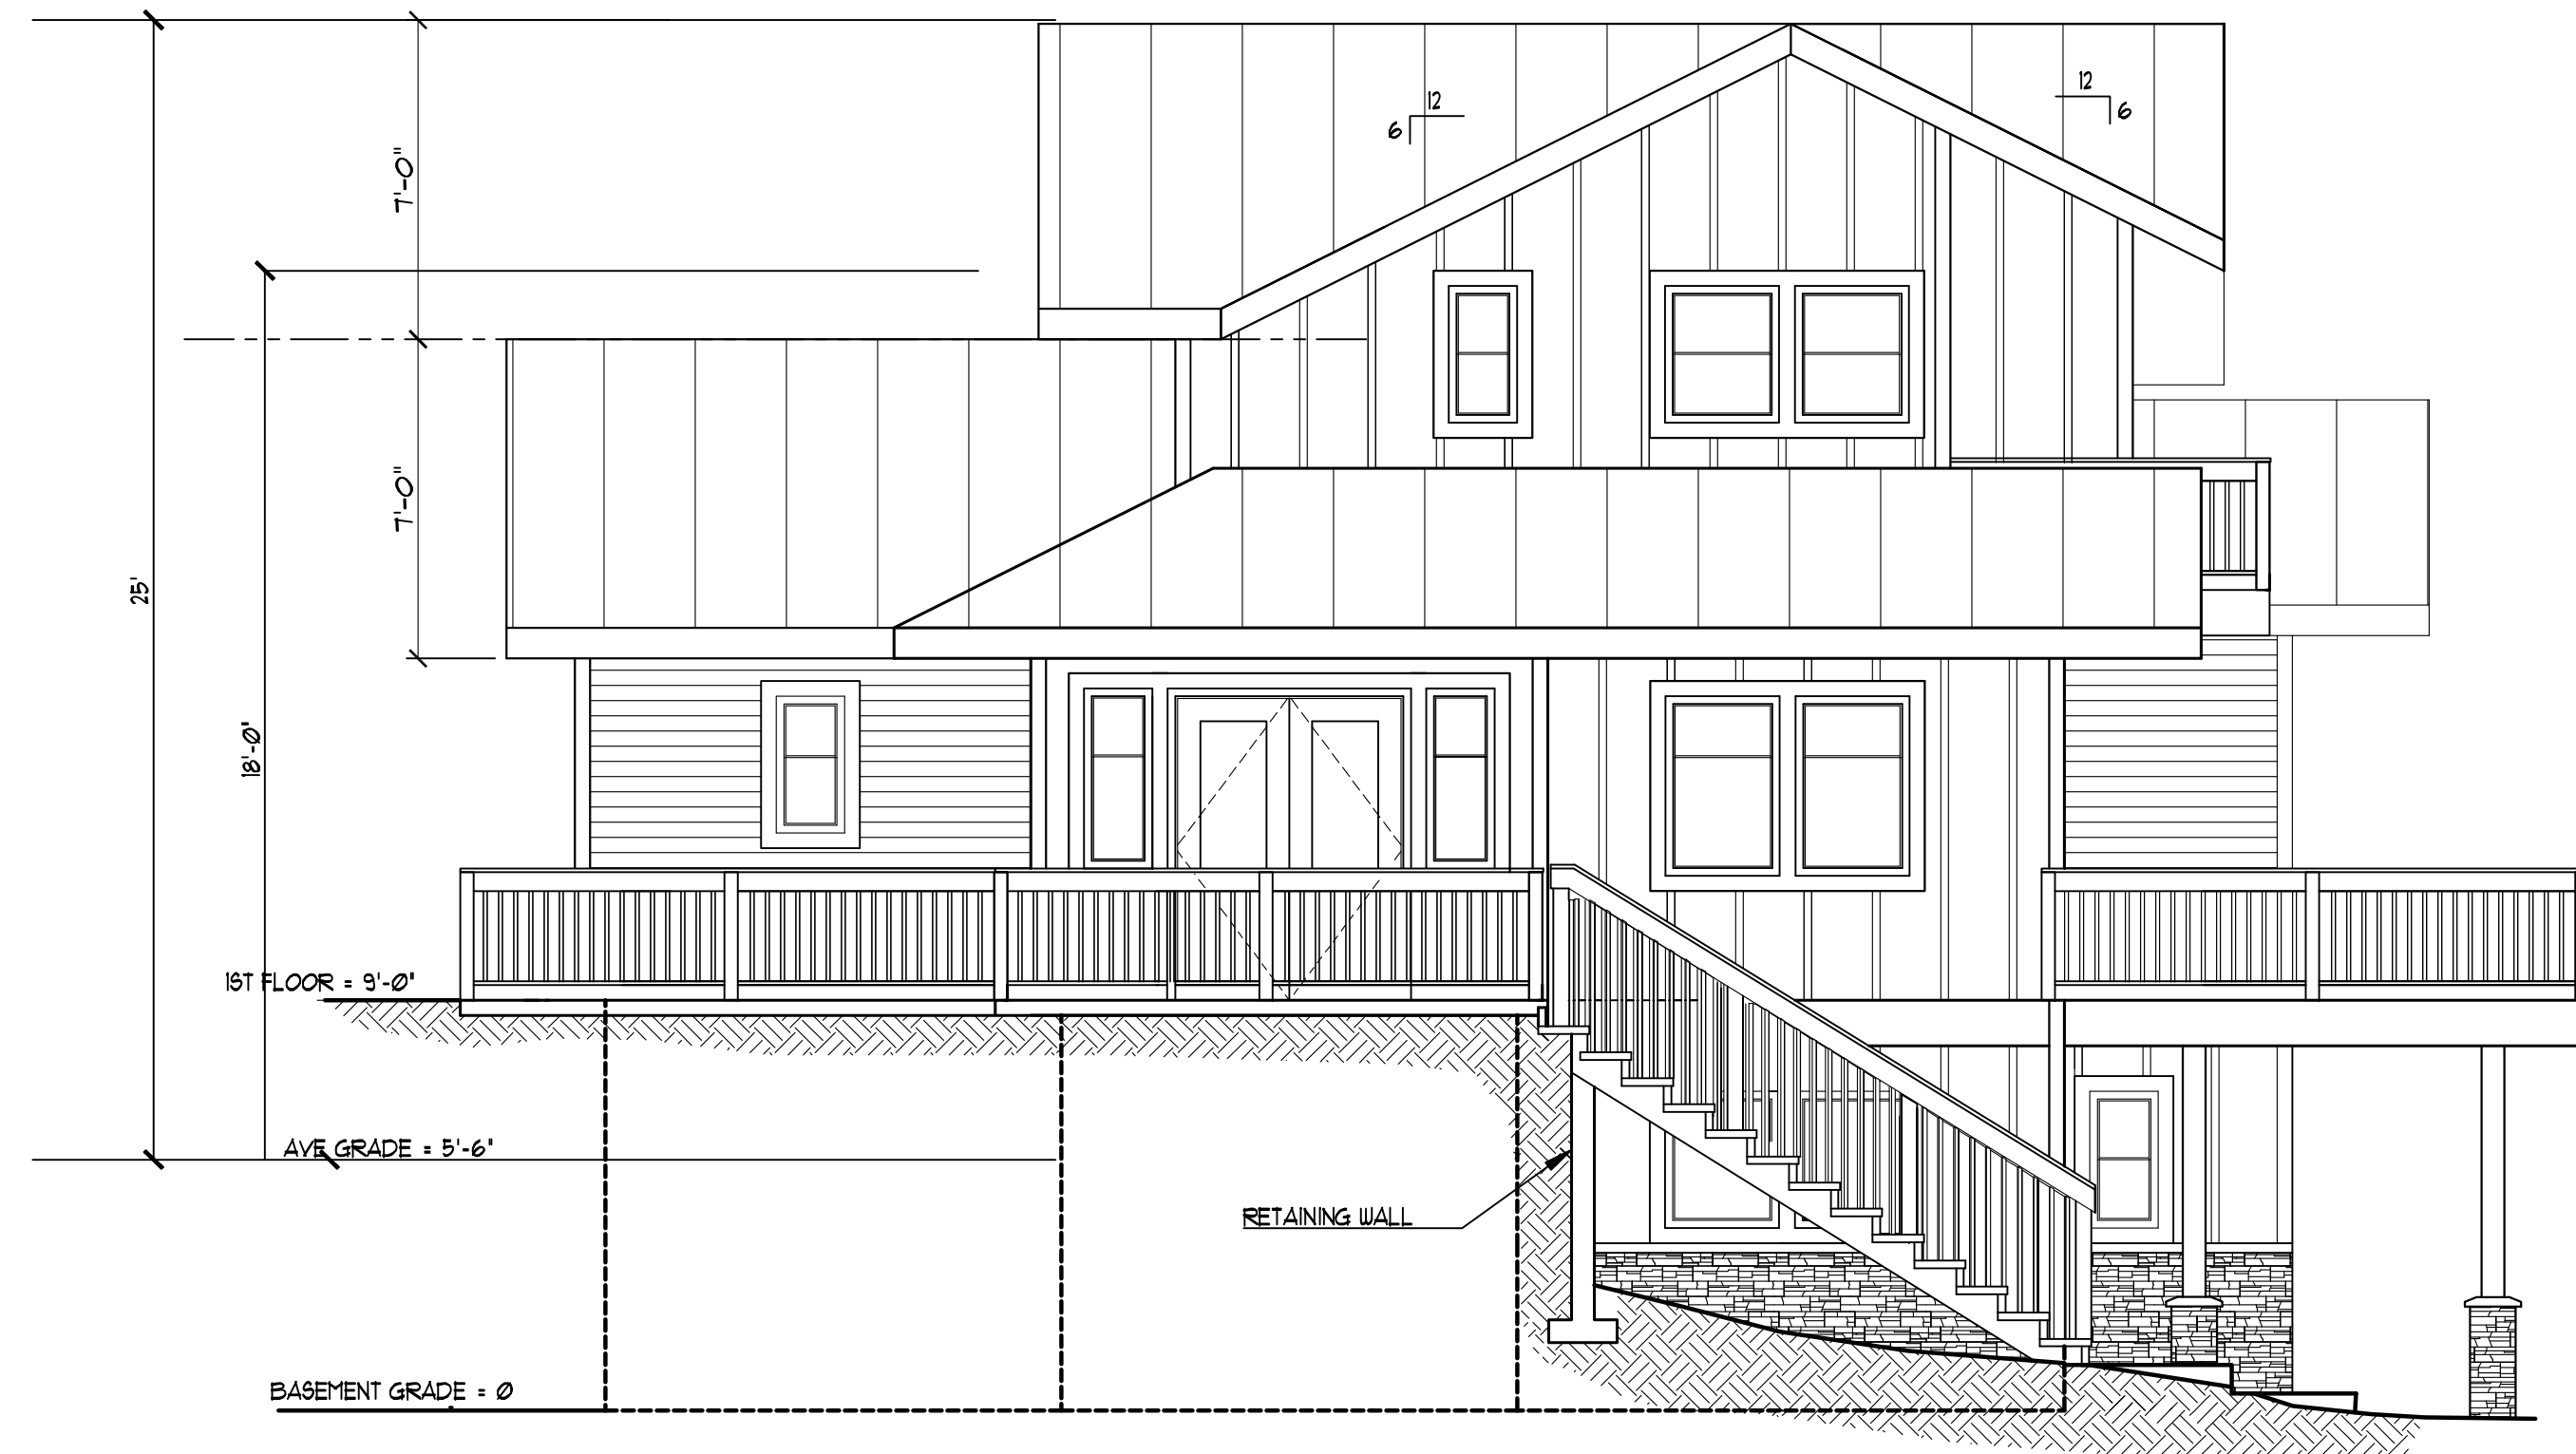 12
6
12
6
7'-0"
7'-0"
25'
18'-0"
1ST FLOOR = 9'-0"
AVE GRADE = 5'-6"
RETAINING WALL
BASEMENT GRADE = 0